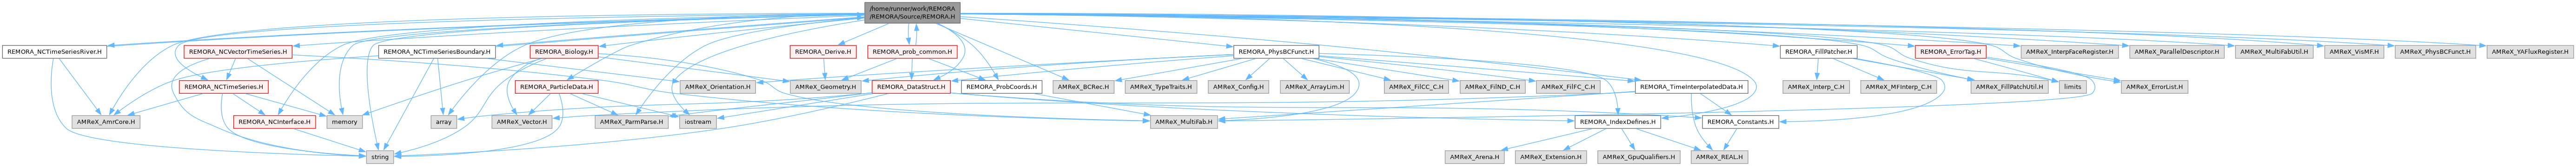 /home/runner/work/REMORA
/REMORA/Source/REMORA.H
REMORA_NCTimeSeriesRiver.H
REMORA_NCVectorTimeSeries.H
REMORA_NCTimeSeriesBoundary.H
REMORA_Biology.H
REMORA_Derive.H
REMORA_prob_common.H
REMORA_PhysBCFunct.H
REMORA_FillPatcher.H
REMORA_ErrorTag.H
AMReX_InterpFaceRegister.H
AMReX_ParallelDescriptor.H
AMReX_MultiFabUtil.H
AMReX_VisMF.H
AMReX_PhysBCFunct.H
AMReX_YAFluxRegister.H
REMORA_NCTimeSeries.H
REMORA_ParticleData.H
AMReX_Orientation.H
AMReX_Geometry.H
REMORA_DataStruct.H
REMORA_ProbCoords.H
AMReX_BCRec.H
AMReX_TypeTraits.H
AMReX_Config.H
AMReX_ArrayLim.H
AMReX_FilCC_C.H
AMReX_FilND_C.H
AMReX_FilFC_C.H
REMORA_TimeInterpolatedData.H
AMReX_Interp_C.H
AMReX_MFInterp_C.H
AMReX_FillPatchUtil.H
limits
AMReX_ErrorList.H
AMReX_AmrCore.H
REMORA_NCInterface.H
memory
array
AMReX_Vector.H
AMReX_ParmParse.H
iostream
AMReX_MultiFab.H
REMORA_IndexDefines.H
REMORA_Constants.H
string
AMReX_Arena.H
AMReX_Extension.H
AMReX_GpuQualifiers.H
AMReX_REAL.H